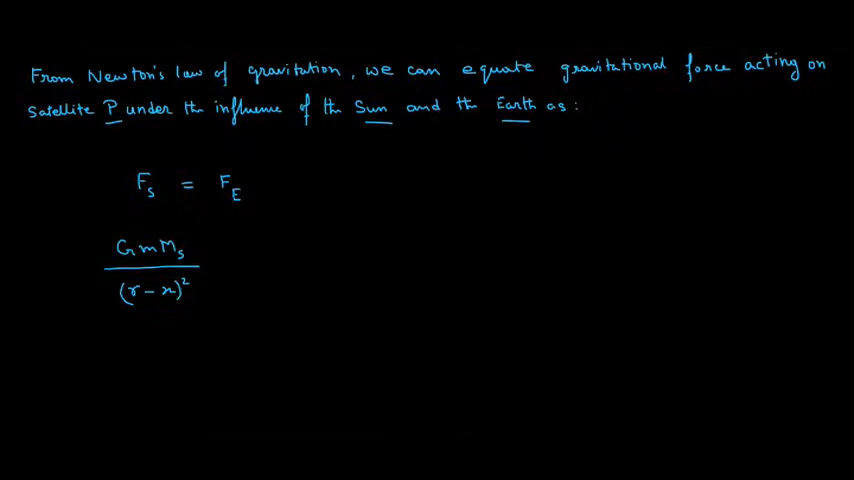 From Newton's law of gravitation, we can equate gravitational force acting on
satellite P under the influence of the Sun and the Earth as :
F_S = F_E
G m M_S
(r - x)^2